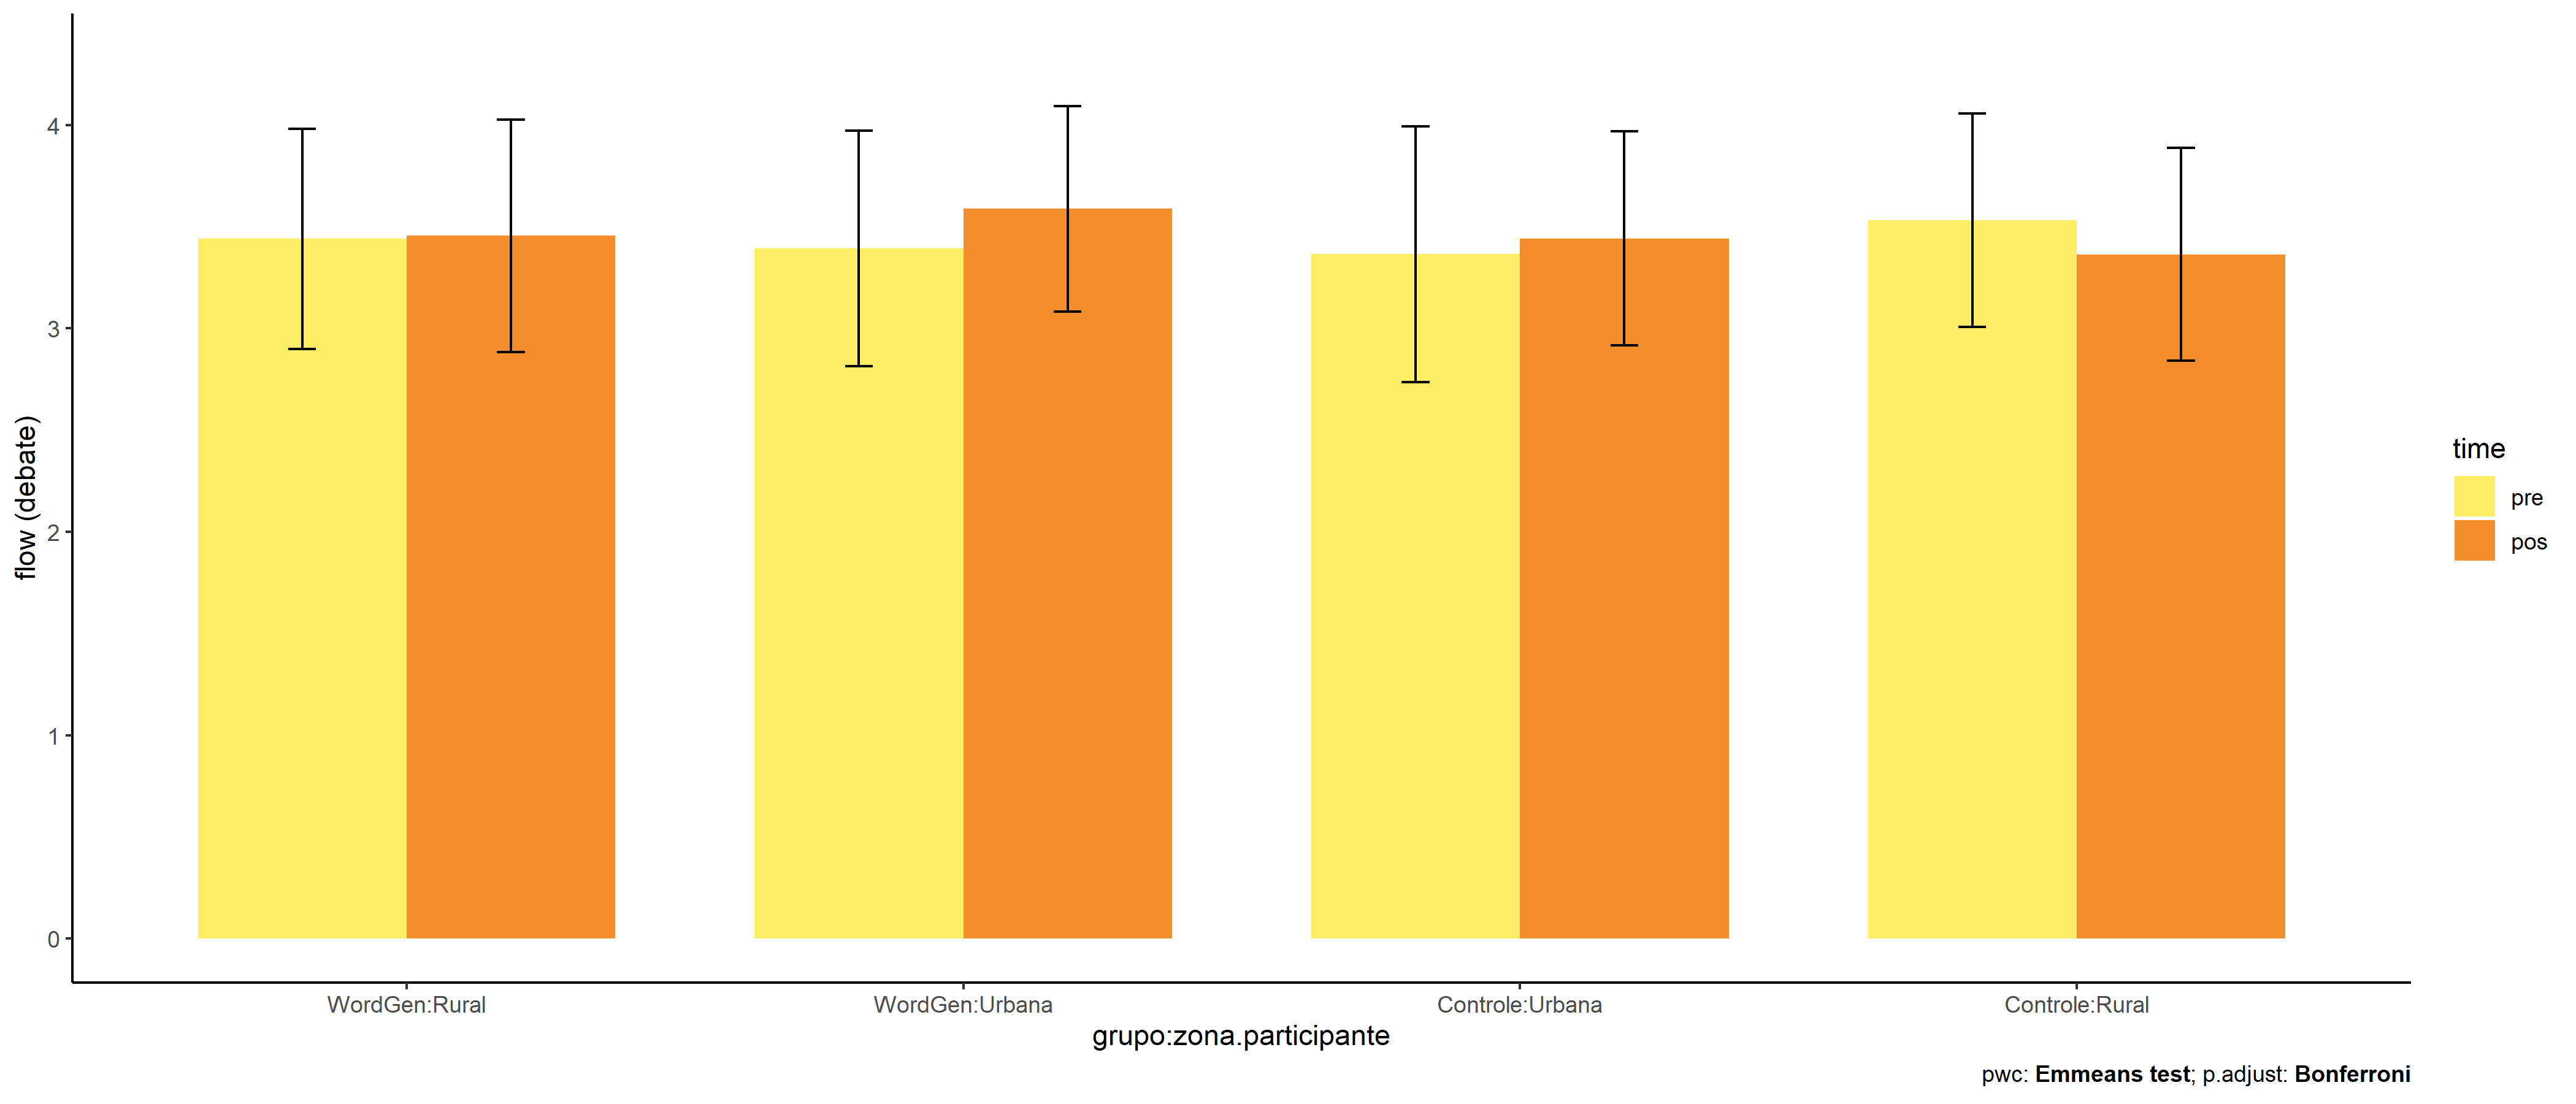 flow (debate)
4
3
2
1
0
WordGen:Rural
WordGen:Urbana
Controle:Urbana
Controle:Rural
grupo:zona.participante
time
pre
pos
pwc: Emmeans test; p.adjust: Bonferroni